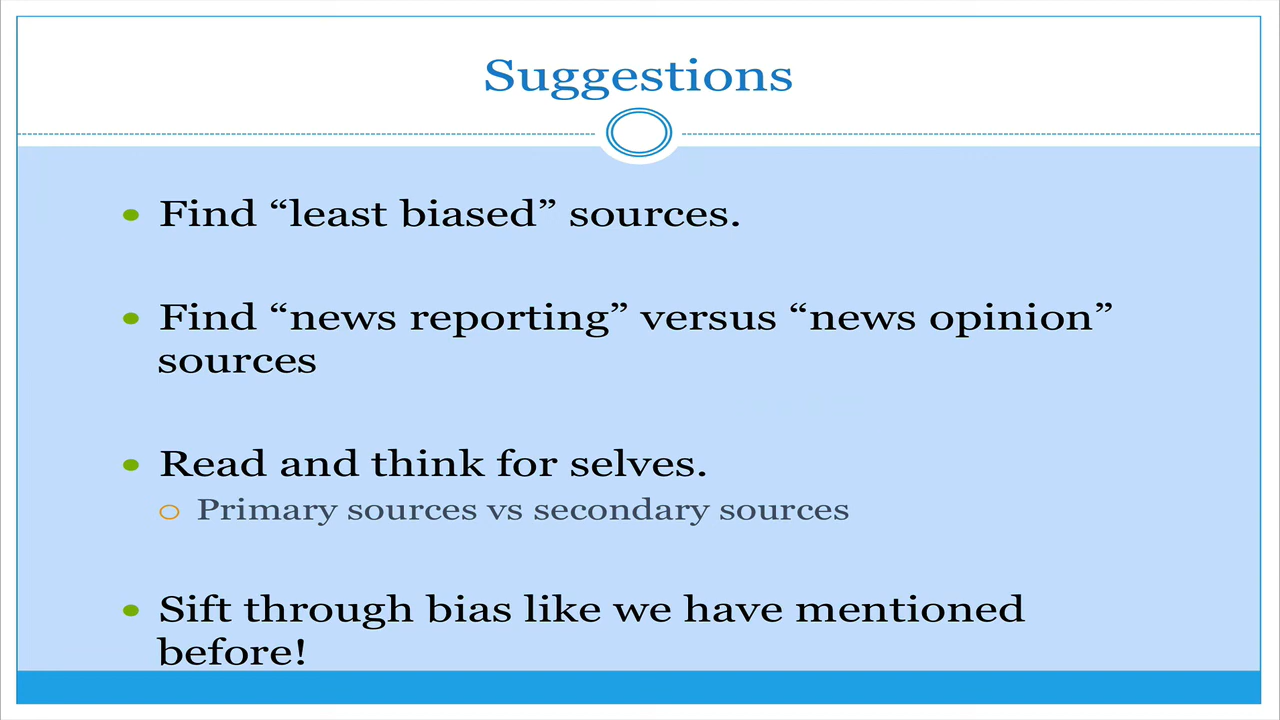 Suggestions
• Find “least biased” sources.
• Find “news reporting” versus “news opinion”
sources
• Read and think for selves.
○ Primary sources vs secondary sources
• Sift through bias like we have mentioned
before!